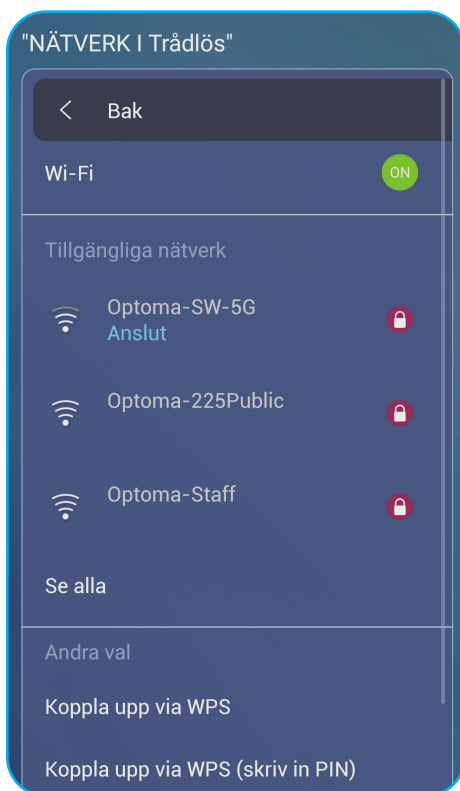 "NÄTVERK I Trådlös"
Bak
Wi-Fi
ON
Tillgängliga nätverk
Optoma-SW-5G
Anslut
Optoma-225Public
Optoma-Staff
Se alla
Andra val
Koppla upp via WPS
Koppla upp via WPS (skriv in PIN)